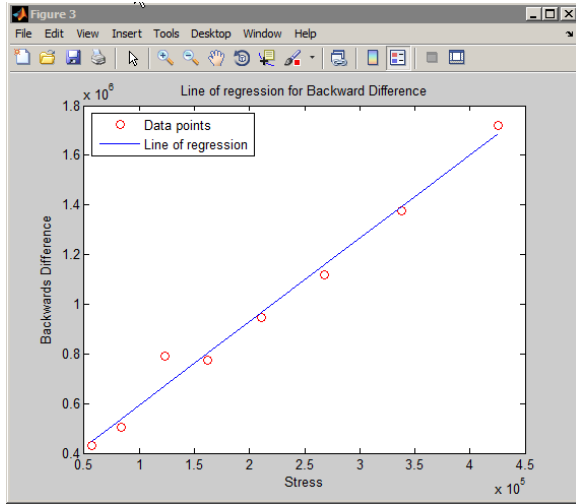 Figure 3
File Edit View Insert Tools Desktop Window Help
Line of regression for Backward Difference
x 10^6
1.8
1.6
1.4
1.2
1
0.8
0.6
0.4
Data points
Line of regression
Backwards Difference
0.5 1 1.5 2 2.5 3 3.5 4 4.5
Stress
x 10^5